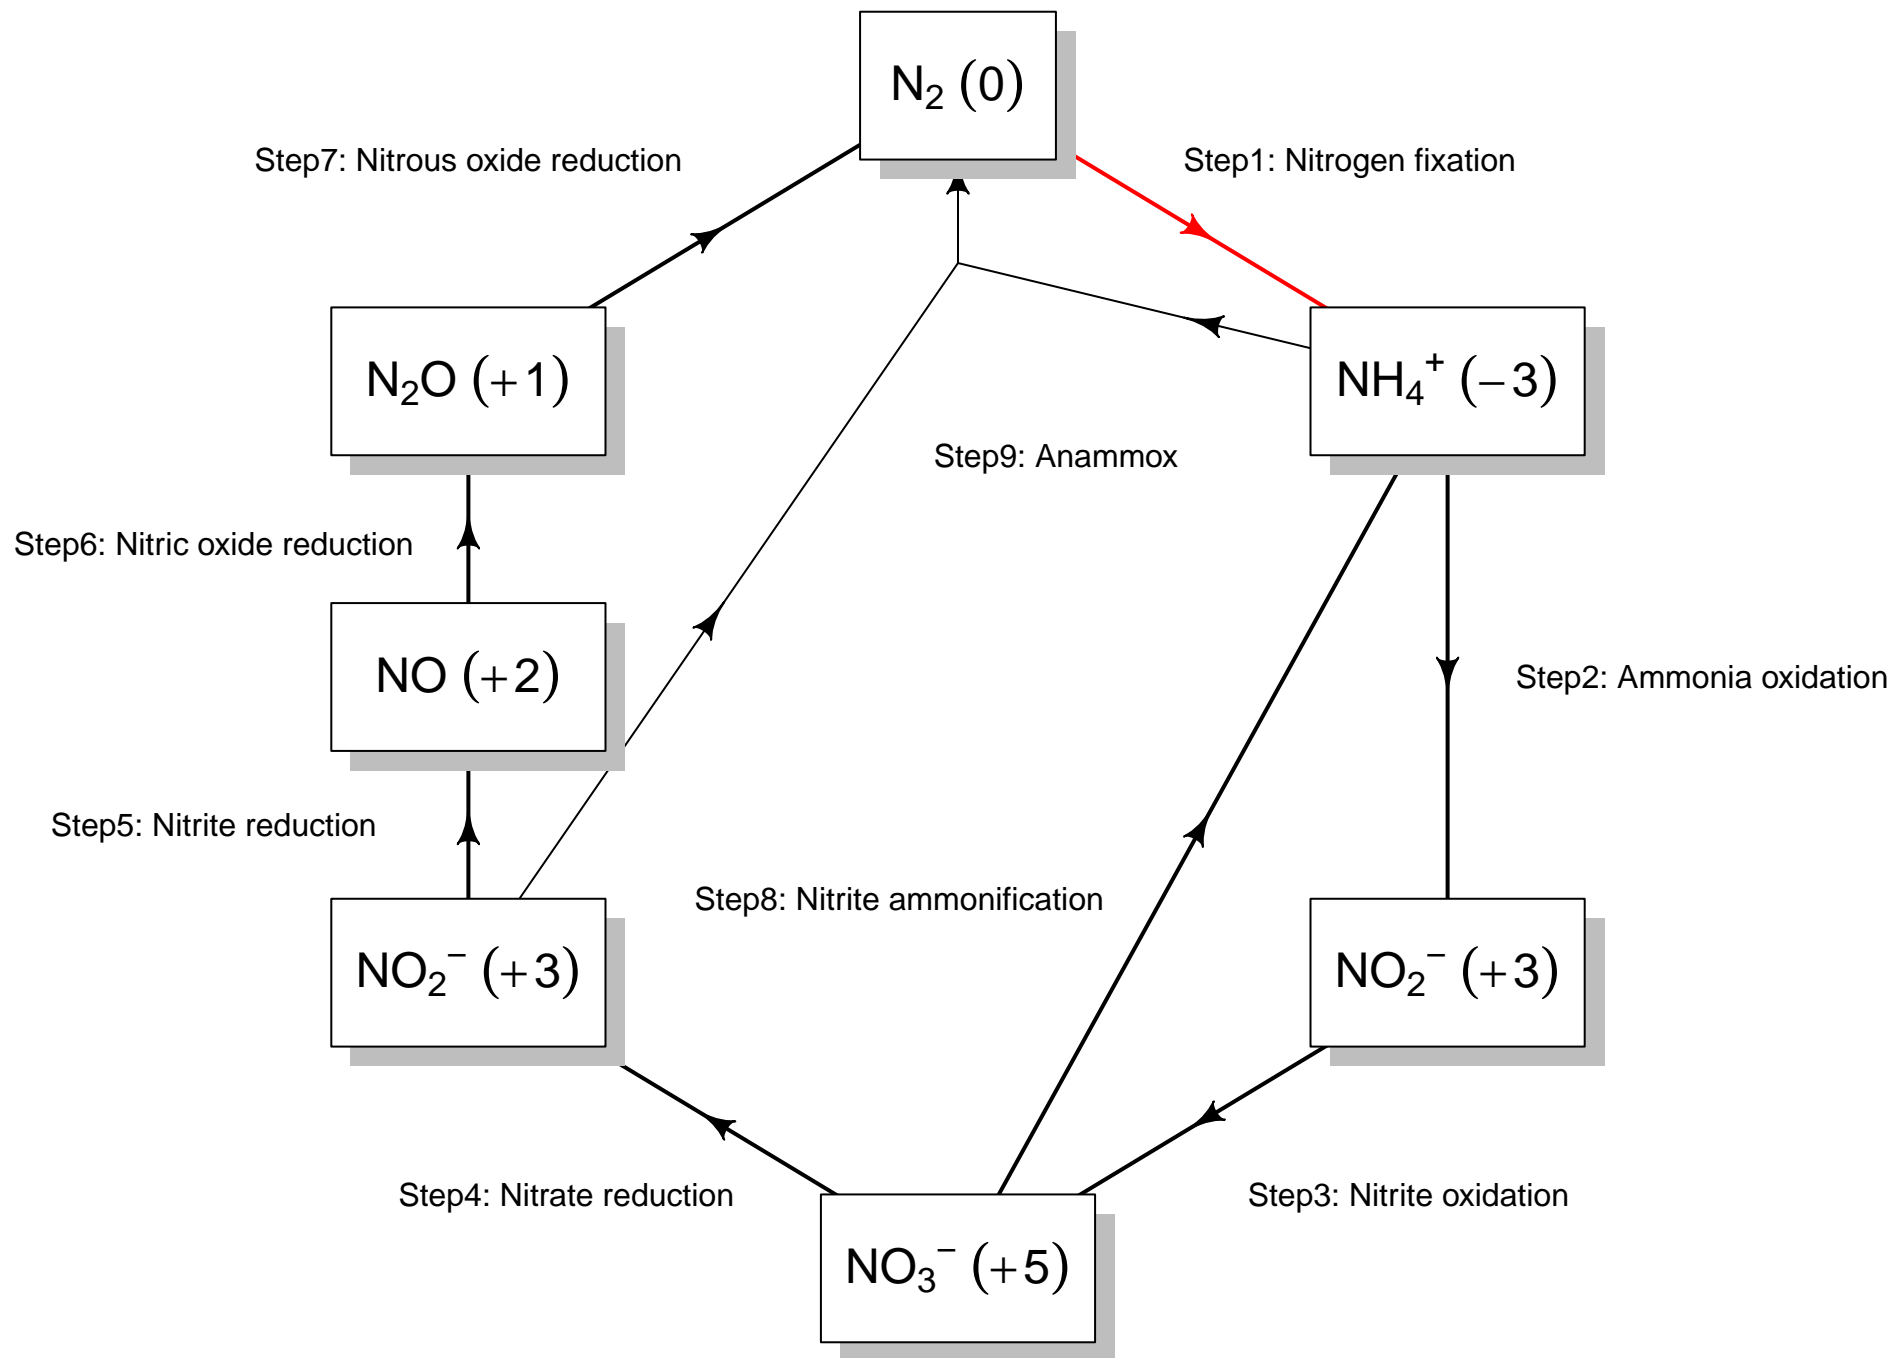 N₂ (0)
Step7: Nitrous oxide reduction
Step1: Nitrogen fixation
N₂O (+1)
NH₄⁺ (−3)
Step9: Anammox
Step6: Nitric oxide reduction
NO (+2)
Step2: Ammonia oxidation
Step5: Nitrite reduction
Step8: Nitrite ammonification
NO₂⁻ (+3)
NO₂⁻ (+3)
Step4: Nitrate reduction
Step3: Nitrite oxidation
NO₃⁻ (+5)